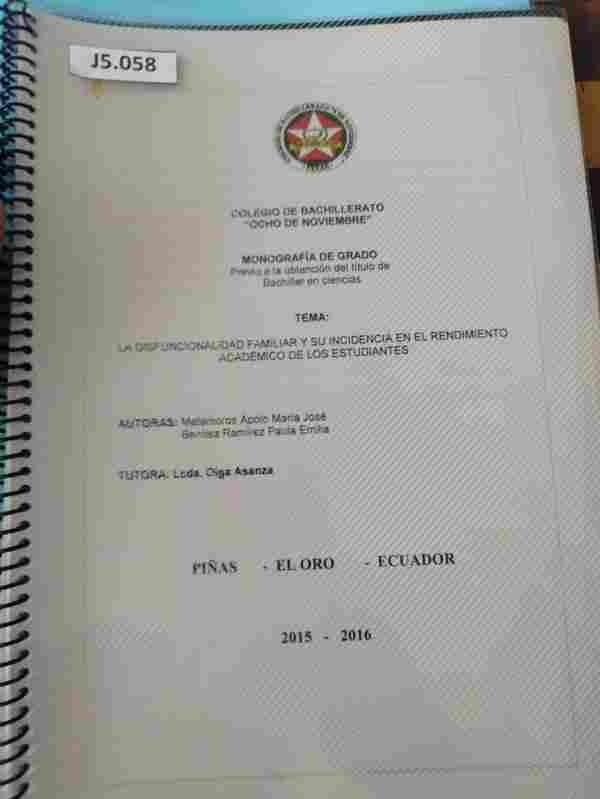 J5.058
COLEGIO DE BACHILLERATO
"OCHO DE NOVIEMBRE"
MONOGRAFÍA DE GRADO
Previo a la obtención del título de
Bachiller en ciencias
TEMA:
LA DISFUNCIONALIDAD FAMILIAR Y SU INCIDENCIA EN EL RENDIMIENTO
ACADÉMICO DE LOS ESTUDIANTES
AUTORAS: Matamoros Apolo María José
Ramírez Paula Emilia
TUTORA: Lcda. Olga Asanza
PIÑAS - EL ORO - ECUADOR
2015 - 2016